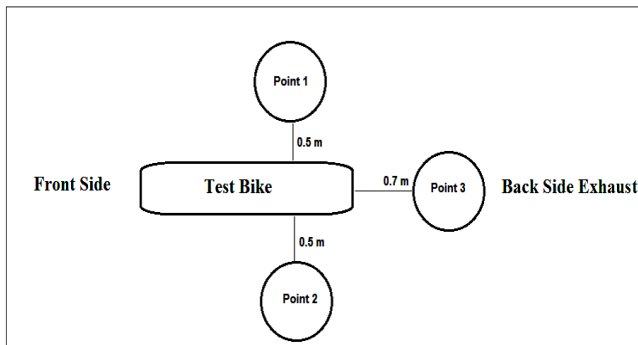 Point 1
0.5 m
Front Side
Test Bike
0.7 m
Point 3
Back Side Exhaust
0.5 m
Point 2